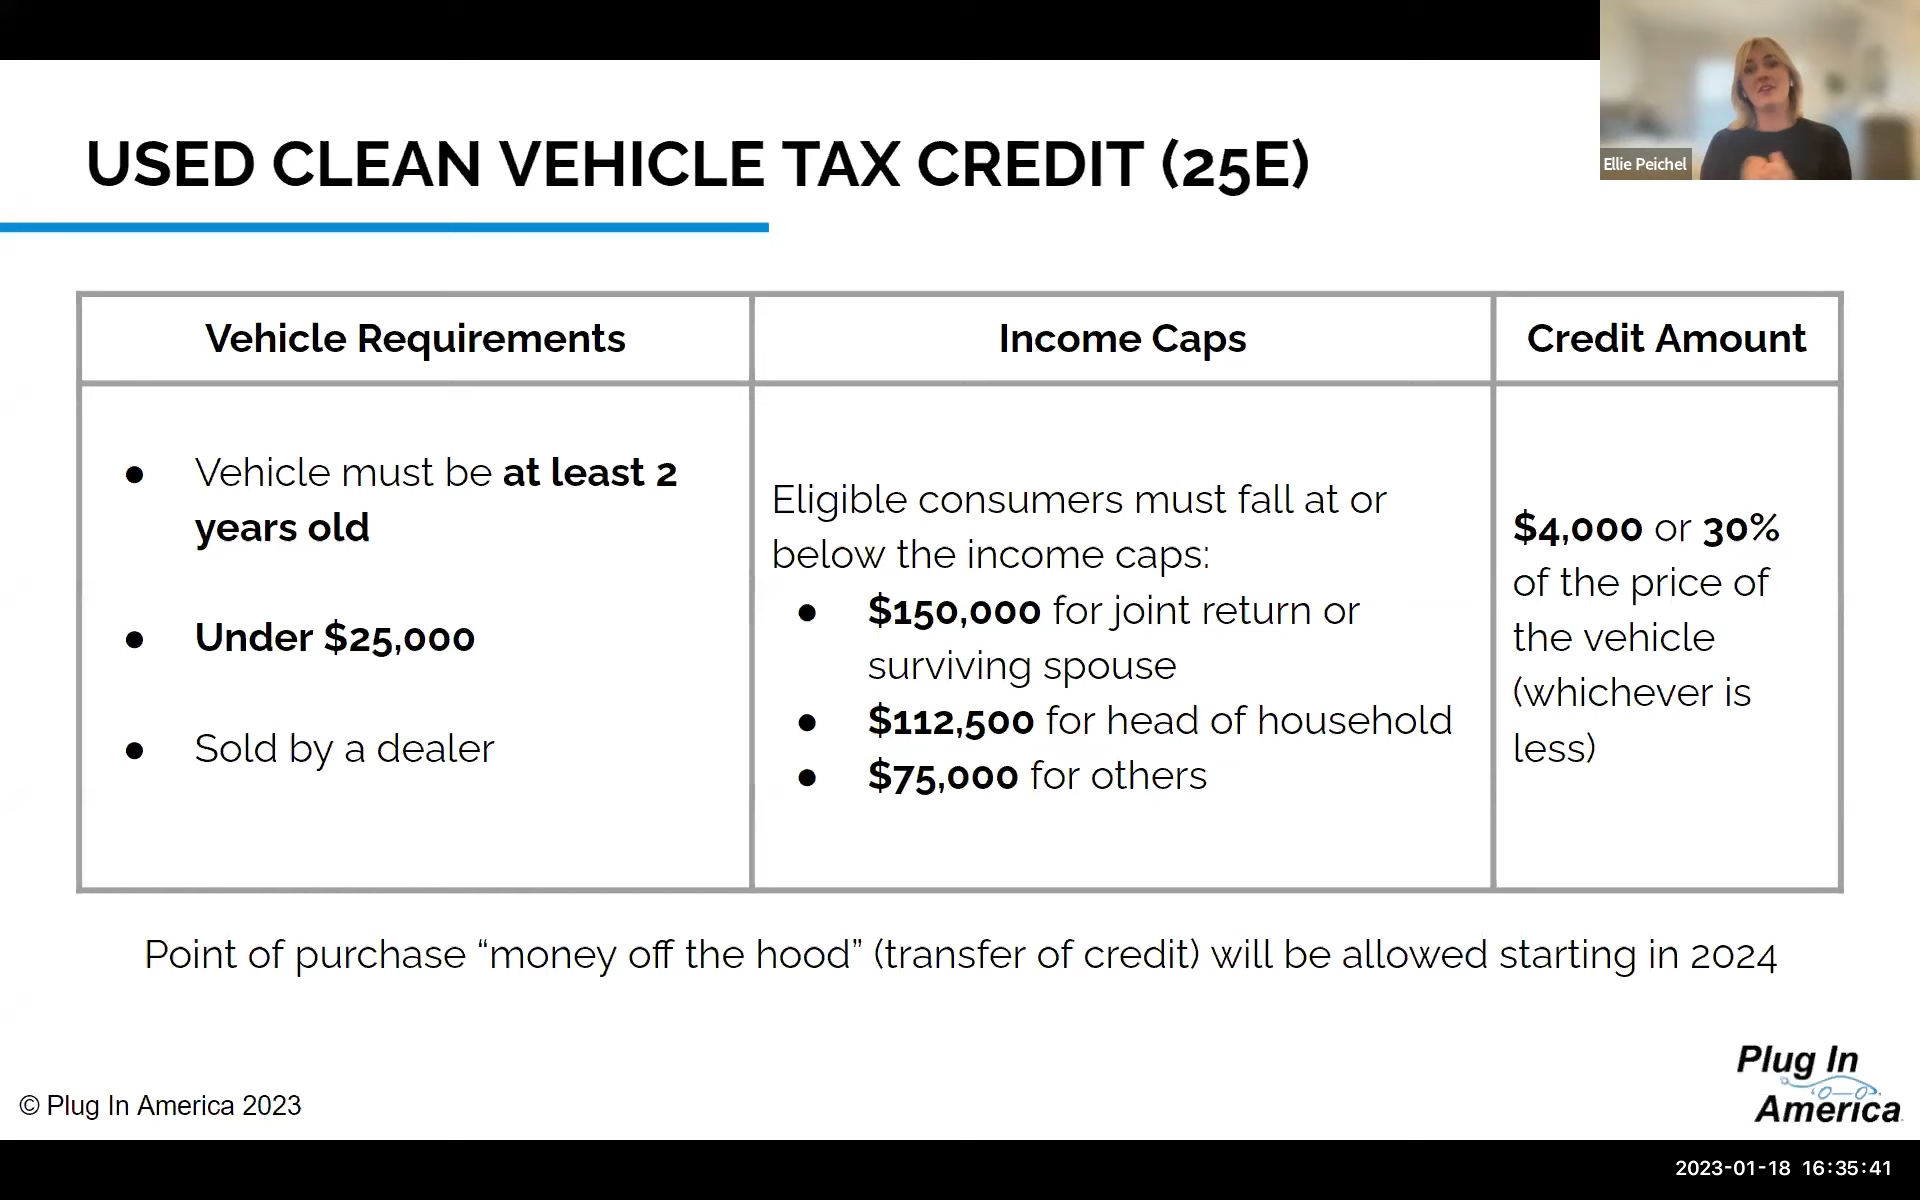 Ellie Peichel
USED CLEAN VEHICLE TAX CREDIT (25E)
Vehicle Requirements
Income Caps
Credit Amount
● Vehicle must be at least 2
years old
● Under $25,000
● Sold by a dealer
Eligible consumers must fall at or
below the income caps:
● $150,000 for joint return or
surviving spouse
● $112,500 for head of household
● $75,000 for others
$4,000 or 30%
of the price of
the vehicle
(whichever is
less)
Point of purchase “money off the hood” (transfer of credit) will be allowed starting in 2024
© Plug In America 2023
Plug In
America
2023-01-18 16:35:41